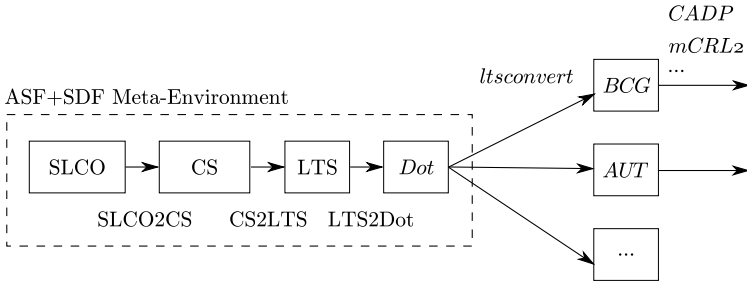 CADP
mCRL2
...
ltsconvert
BCG
ASF+SDF Meta-Environment
SLCO
CS
LTS
Dot
AUT
SLCO2CS
CS2LTS
LTS2Dot
...